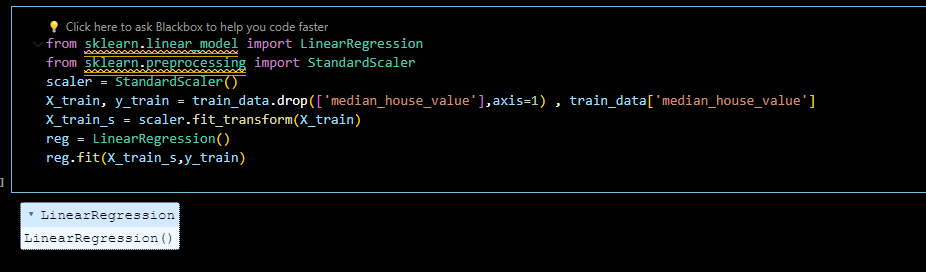 Click here to ask Blackbox to help you code faster
from sklearn.linear_model import LinearRegression
from sklearn.preprocessing import StandardScaler
scaler = StandardScaler()
X_train, y_train = train_data.drop(['median_house_value'],axis=1) , train_data['median_house_value']
X_train_s = scaler.fit_transform(X_train)
reg = LinearRegression()
reg.fit(X_train_s,y_train)
]
LinearRegression
LinearRegression()